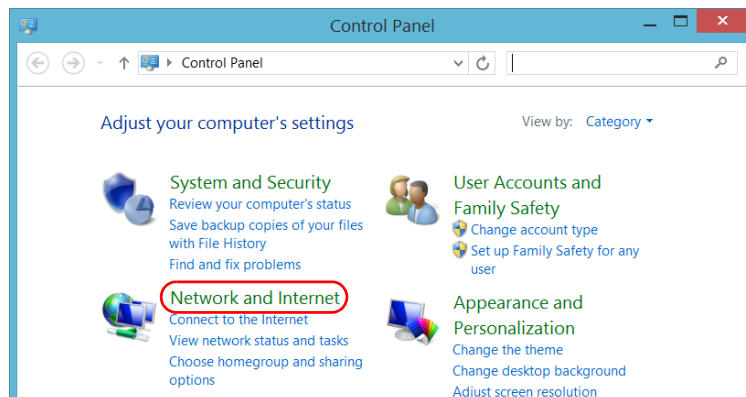 Control Panel
Control Panel
Adjust your computer's settings
View by: Category
System and Security
Review your computer's status
Save backup copies of your files
with File History
Find and fix problems
Network and Internet
Connect to the Internet
View network status and tasks
Choose homegroup and sharing
options
User Accounts and
Family Safety
Change account type
Set up Family Safety for any
user
Appearance and
Personalization
Change the theme
Change desktop background
Adjust screen resolution